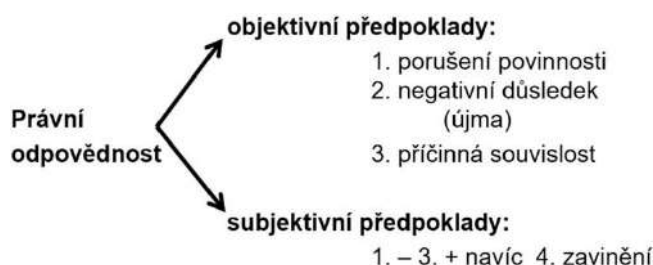 objektivní předpoklady:
1. porušení povinnosti
2. negativní důsledek
(újma)
Právní
odpovědnost
3. příčinná souvislost
subjektivní předpoklady:
1. – 3. + navíc 4. zavinění